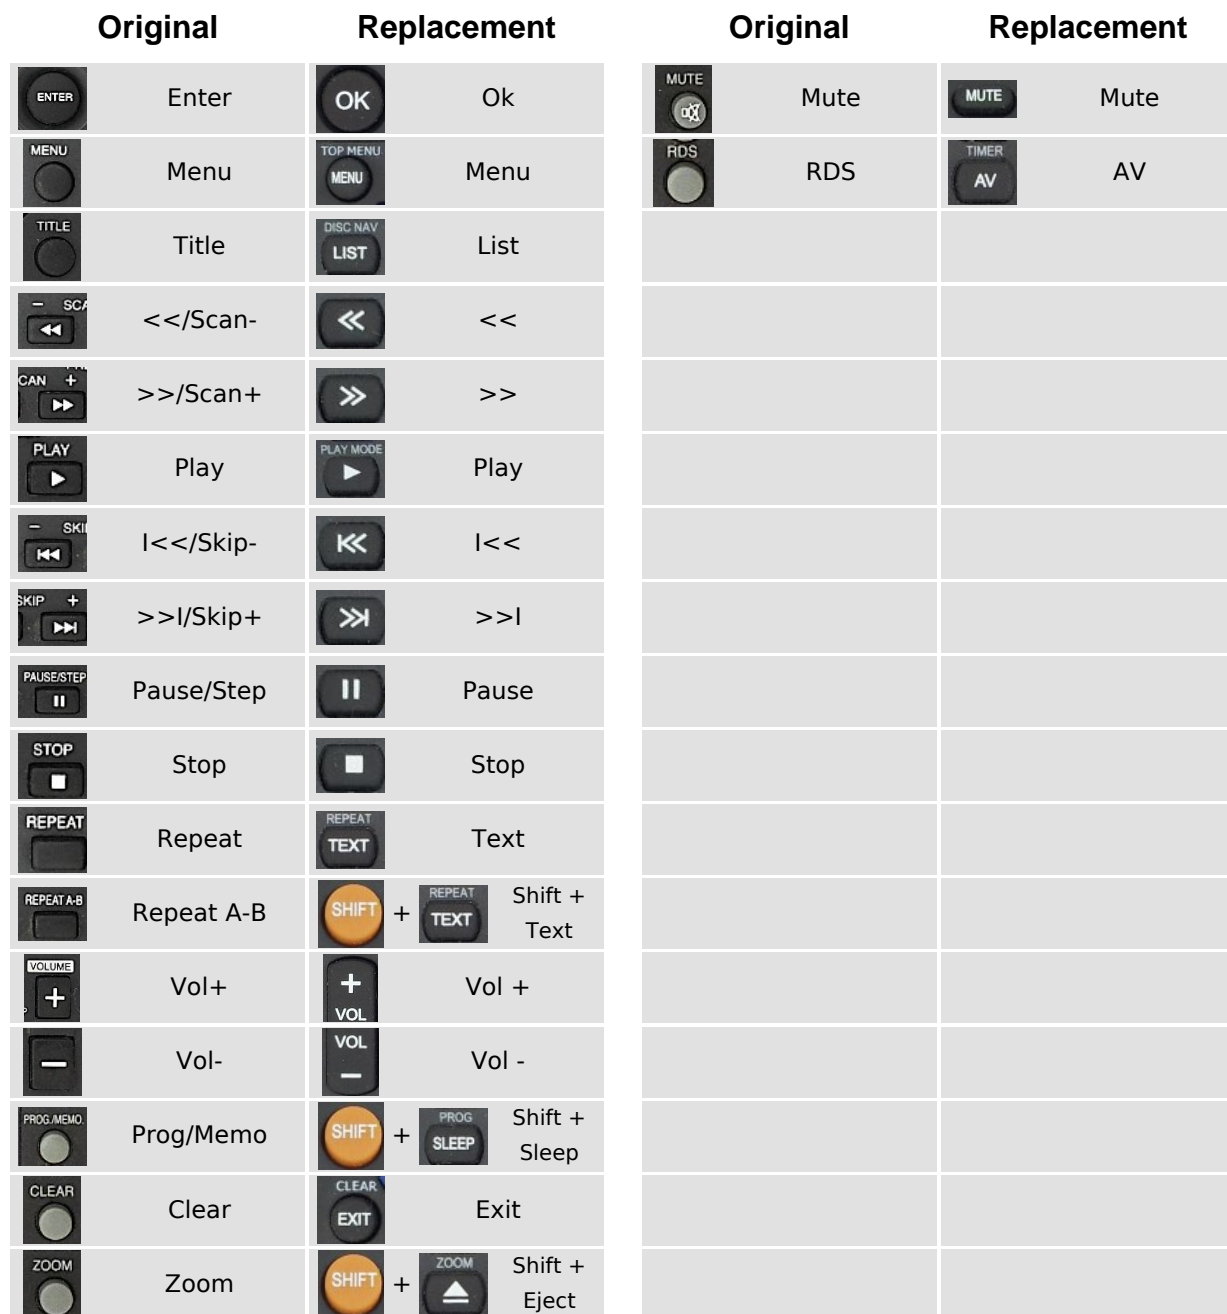 Original Replacement Original Replacement
ENTER Enter OK Ok MUTE Mute MUTE Mute
MENU Menu TOP MENU MENU Menu RDS RDS TIMER AV AV
TITLE Title DISC NAV LIST List
− SCA <</Scan- <<
CAN + >>/Scan+ >>
PLAY Play PLAY MODE Play
− SKI I<</Skip- I<<
SKIP + >>I/Skip+ >>I
PAUSE/STEP Pause/Step Pause
STOP Stop Stop
REPEAT Repeat REPEAT TEXT Text
REPEAT A-B Repeat A-B SHIFT + REPEAT TEXT Shift +
Text
VOLUME + Vol+ + VOL Vol +
− Vol- VOL − Vol -
PROG./MEMO. Prog/Memo SHIFT + PROG SLEEP Shift +
Sleep
CLEAR Clear CLEAR EXIT Exit
ZOOM Zoom SHIFT + ZOOM Shift +
Eject